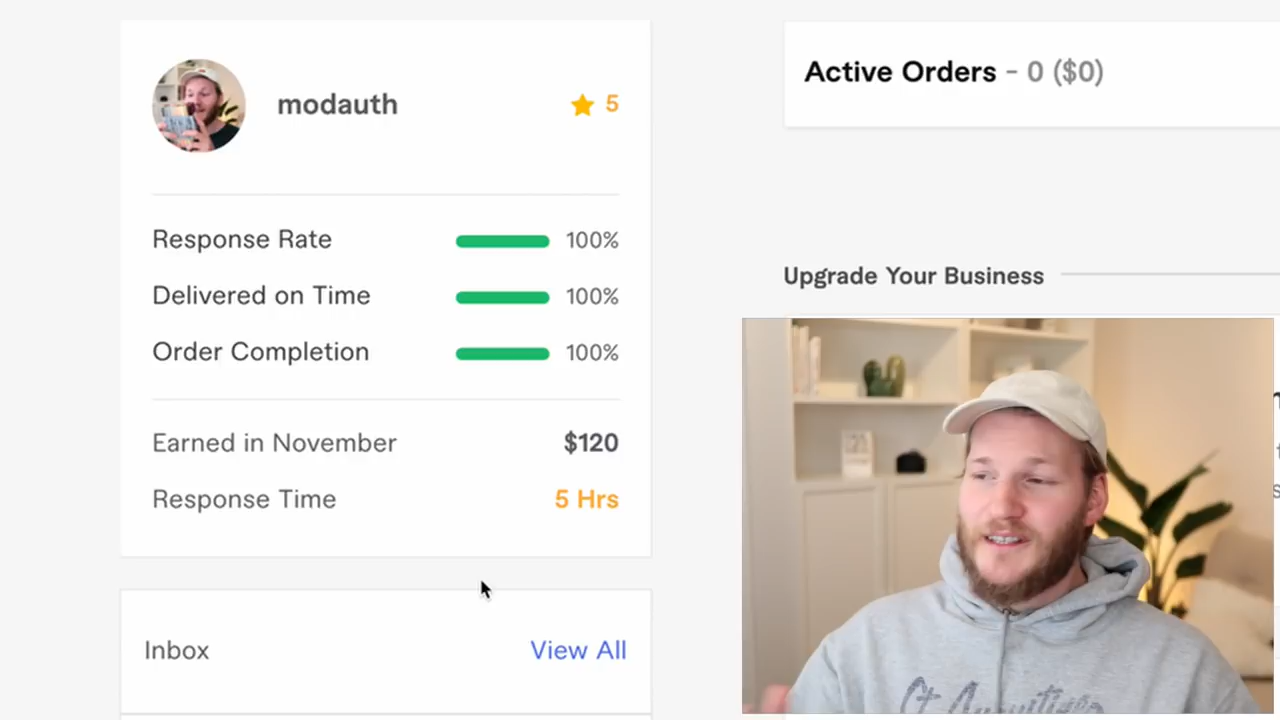 modauth
5
Response Rate
100%
Delivered on Time
100%
Order Completion
100%
Earned in November
$120
Response Time
5 Hrs
Inbox
View All
Active Orders - 0 ($0)
Upgrade Your Business